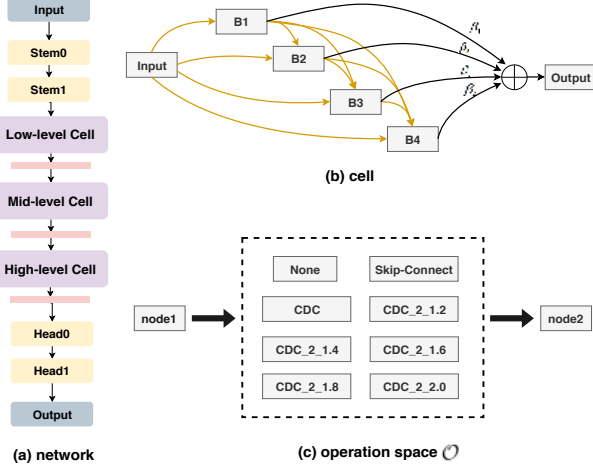 Input
Stem0
Stem1
Low-level Cell
Mid-level Cell
High-level Cell
Head0
Head1
Output
(a) network
Input
B1
B2
B3
B4
Output
(b) cell
node1
None
Skip-Connect
CDC
CDC_2_1.2
CDC_2_1.4
CDC_2_1.6
CDC_2_1.8
CDC_2_2.0
node2
(c) operation space 𝒪